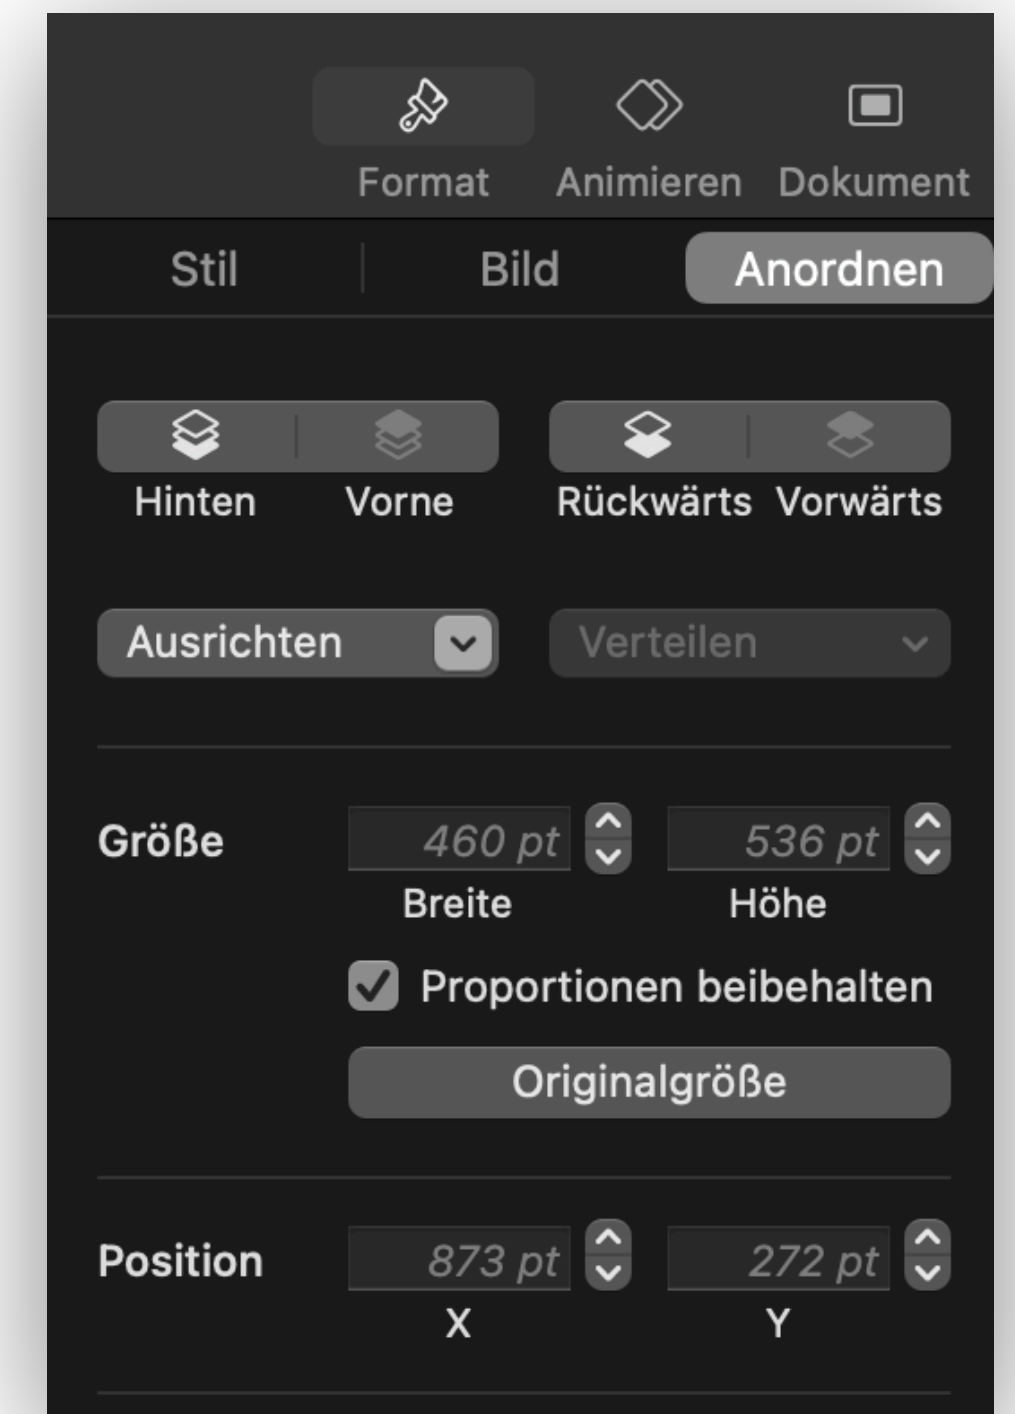 Format Animieren Dokument
Stil Bild Anordnen
Hinten Vorne Rückwärts Vorwärts
Ausrichten Verteilen
Größe 460 pt 536 pt
Breite Höhe
Proportionen beibehalten
Originalgröße
Position 873 pt 272 pt
X Y